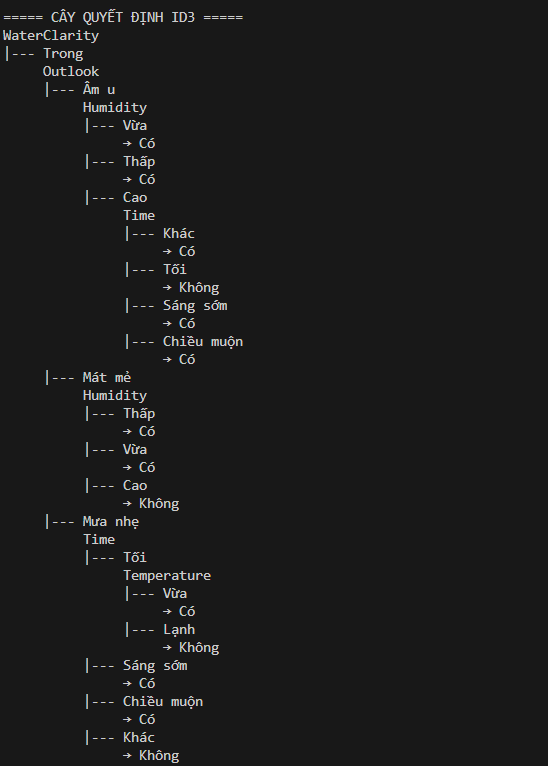 ===== CÂY QUYẾT ĐỊNH ID3 =====
WaterClarity
|--- Trong
     Outlook
     |--- Âm u
          Humidity
          |--- Vừa
               → Có
          |--- Thấp
               → Có
          |--- Cao
               Time
               |--- Khác
                    → Có
               |--- Tối
                    → Không
               |--- Sáng sớm
                    → Có
               |--- Chiều muộn
                    → Có
     |--- Mát mẻ
          Humidity
          |--- Thấp
               → Có
          |--- Vừa
               → Có
          |--- Cao
               → Không
     |--- Mưa nhẹ
          Time
          |--- Tối
               Temperature
               |--- Vừa
                    → Có
               |--- Lạnh
                    → Không
          |--- Sáng sớm
               → Có
          |--- Chiều muộn
               → Có
          |--- Khác
               → Không